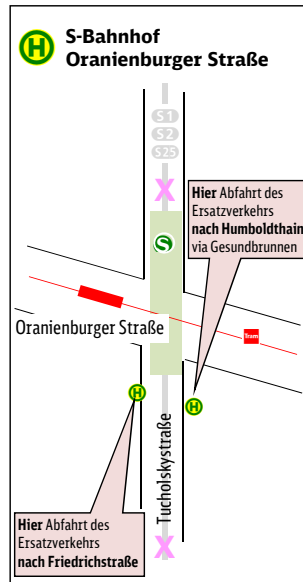 H S-Bahnhof
Oranienburger Straße
S1
S2
S25
X
Hier Abfahrt des
Ersatzverkehrs
nach Humboldthain
via Gesundbrunnen
S
Oranienburger Straße
Tram
H
H
Tucholskystraße
Hier Abfahrt des
Ersatzverkehrs
nach Friedrichstraße
X